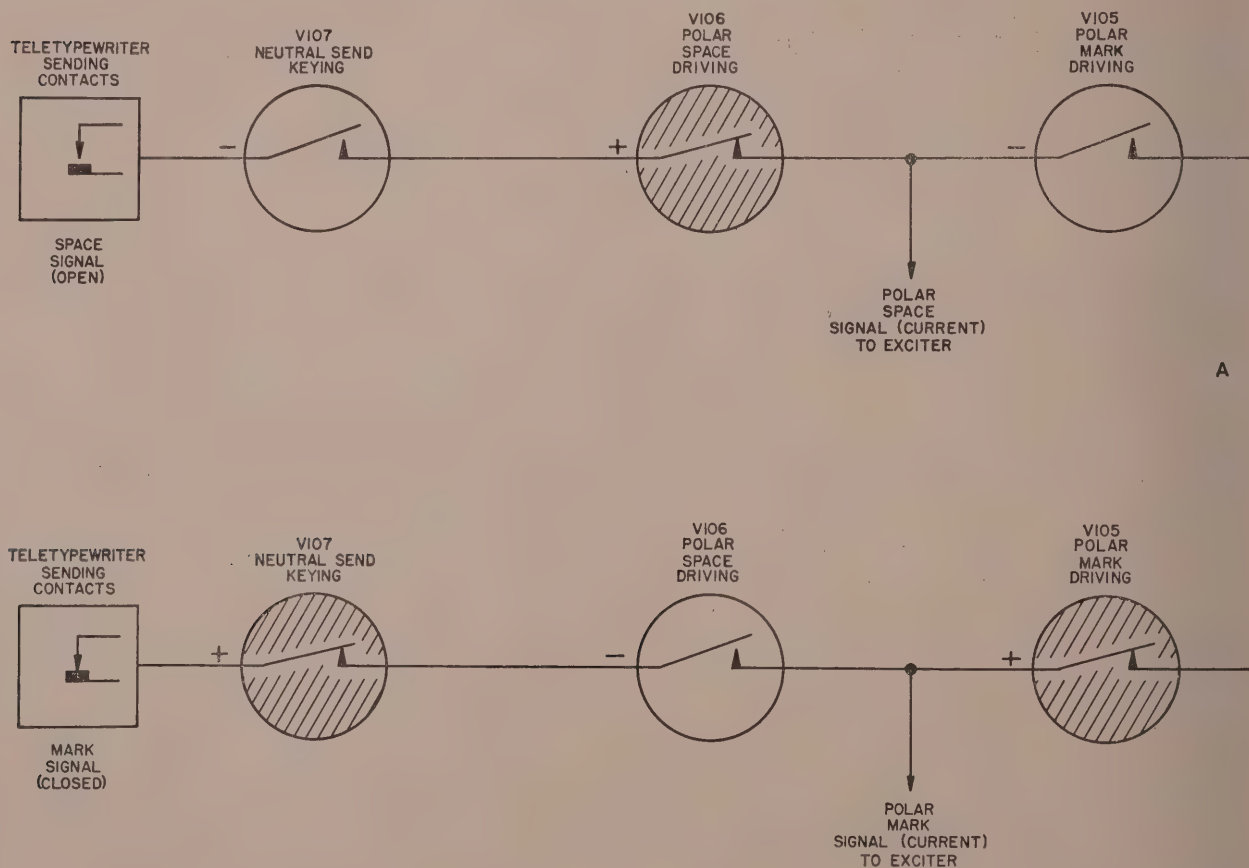 TELETYPEWRITER
SENDING
CONTACTS
V107
NEUTRAL SEND
KEYING
V106
POLAR
SPACE
DRIVING
V105
POLAR
MARK
DRIVING
-
+
-
SPACE
SIGNAL
(OPEN)
POLAR
SPACE
SIGNAL (CURRENT)
TO EXCITER
A
TELETYPEWRITER
SENDING
CONTACTS
V107
NEUTRAL SEND
KEYING
V106
POLAR
SPACE
DRIVING
V105
POLAR
MARK
DRIVING
+
-
+
MARK
SIGNAL
(CLOSED)
POLAR
MARK
SIGNAL (CURRENT)
TO EXCITER